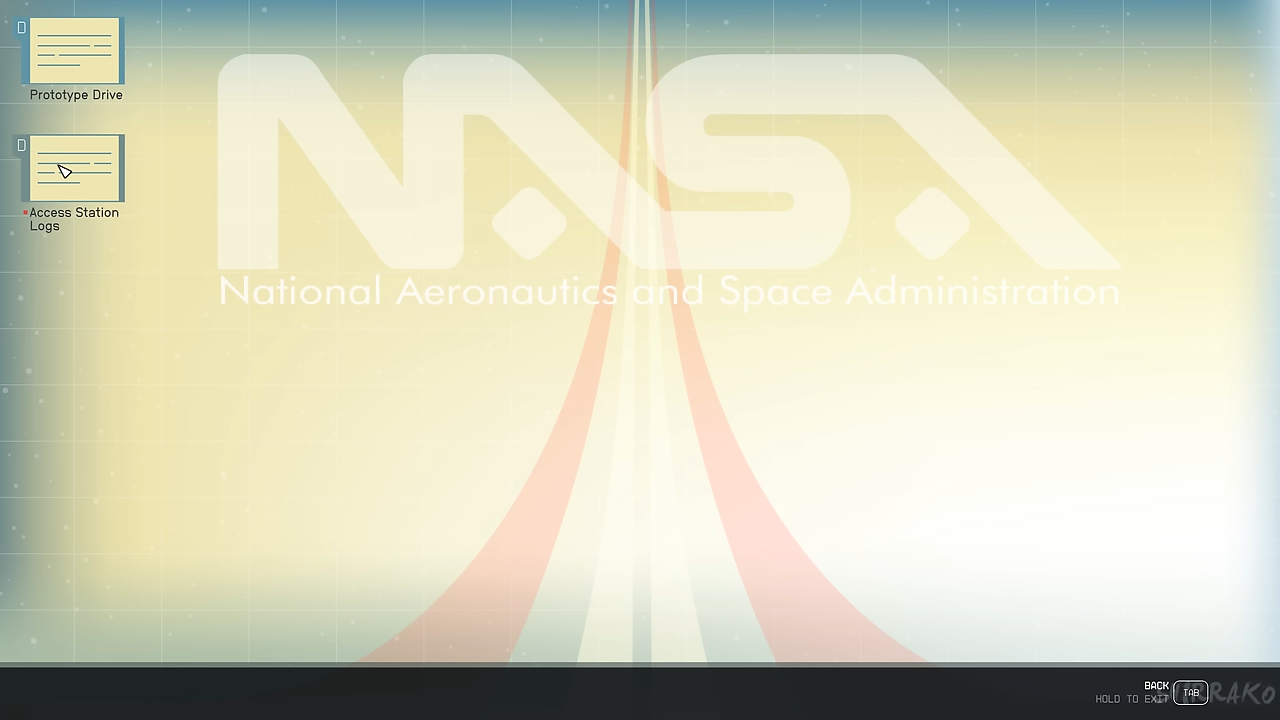 Prototype Drive
Access Station
Logs
NASA
National Aeronautics and Space Administration
BACK
HOLD TO EXIT
TAB